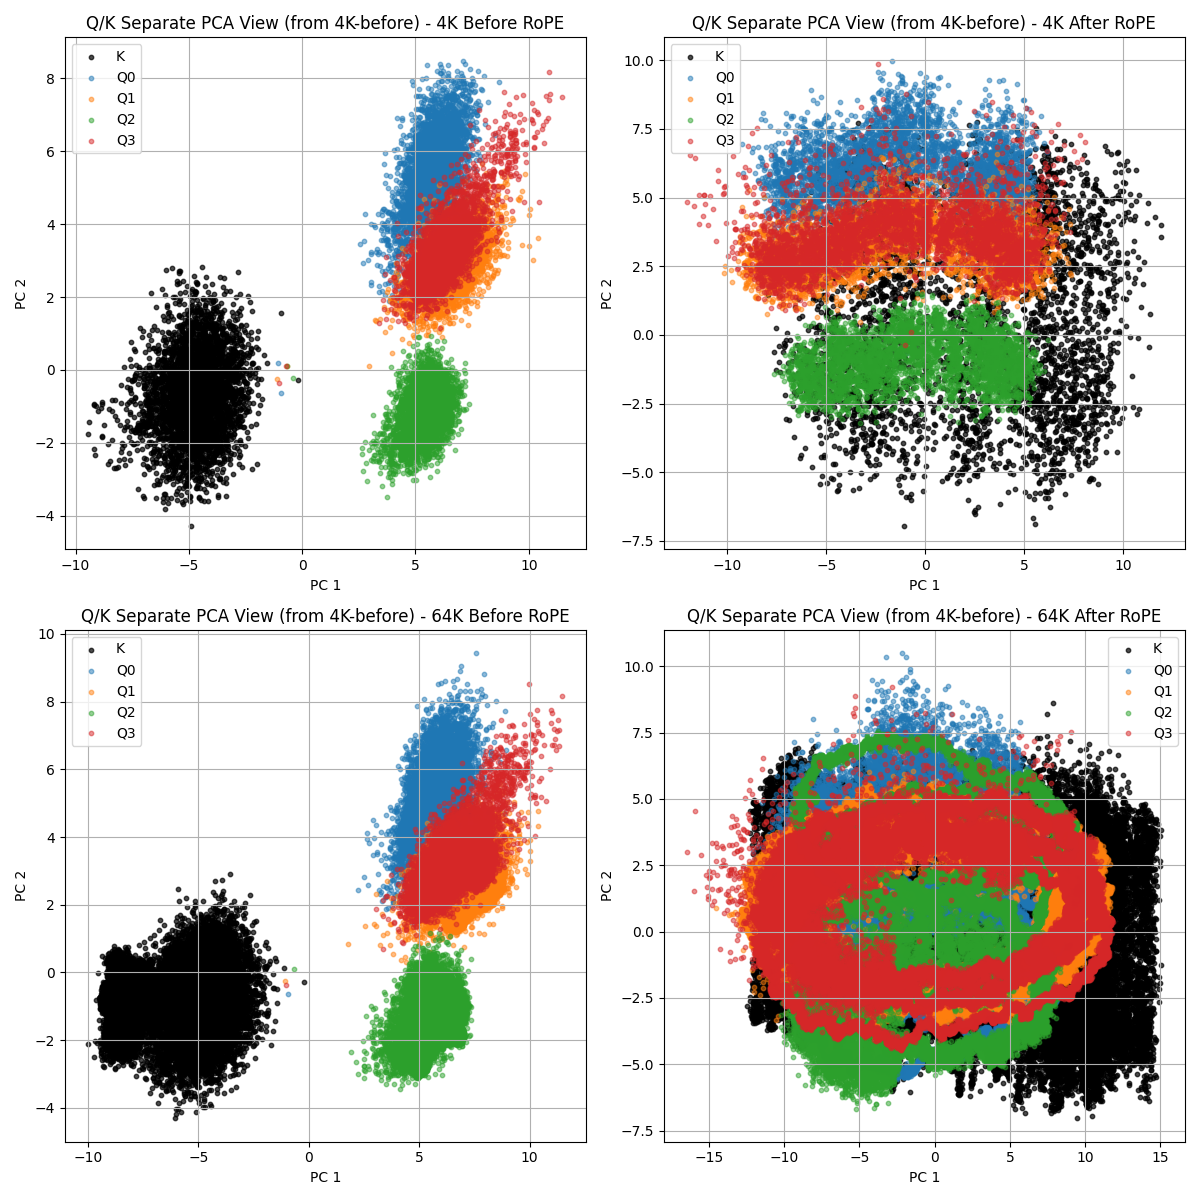 Q/K Separate PCA View (from 4K-before) - 4K Before RoPE
K
Q0
Q1
Q2
Q3
8
6
4
2
0
−2
−4
PC 2
−10
−5
0
5
10
PC 1
Q/K Separate PCA View (from 4K-before) - 4K After RoPE
K
Q0
Q1
Q2
Q3
10.0
7.5
5.0
2.5
0.0
−2.5
−5.0
−7.5
PC 2
−10
−5
0
5
10
PC 1
Q/K Separate PCA View (from 4K-before) - 64K Before RoPE
K
Q0
Q1
Q2
Q3
10
8
6
4
2
0
−2
−4
PC 2
−10
−5
0
5
10
PC 1
Q/K Separate PCA View (from 4K-before) - 64K After RoPE
K
Q0
Q1
Q2
Q3
10.0
7.5
5.0
2.5
0.0
−2.5
−5.0
−7.5
PC 2
−15
−10
−5
0
5
10
15
PC 1